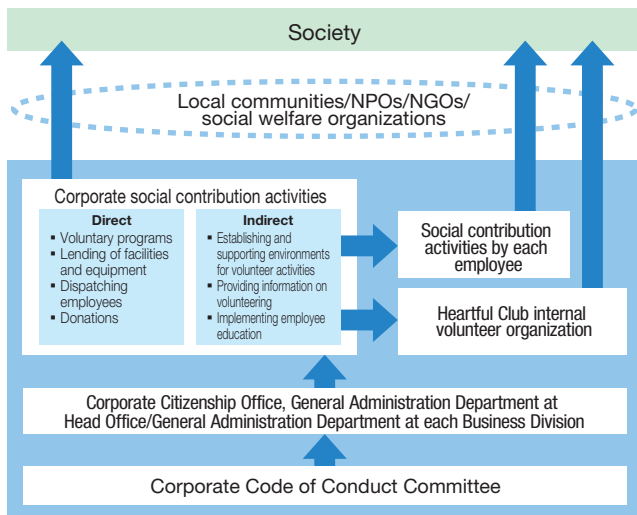 Society
Local communities/NPOs/NGOs/
social welfare organizations
Corporate social contribution activities
Direct
▪ Voluntary programs
▪ Lending of facilities
and equipment
▪ Dispatching
employees
▪ Donations
Indirect
▪ Establishing and
supporting environments
for volunteer activities
▪ Providing information on
volunteering
▪ Implementing employee
education
Social contribution
activities by each
employee
Heartful Club internal
volunteer organization
Corporate Citizenship Office, General Administration Department at
Head Office/General Administration Department at each Business Division
Corporate Code of Conduct Committee